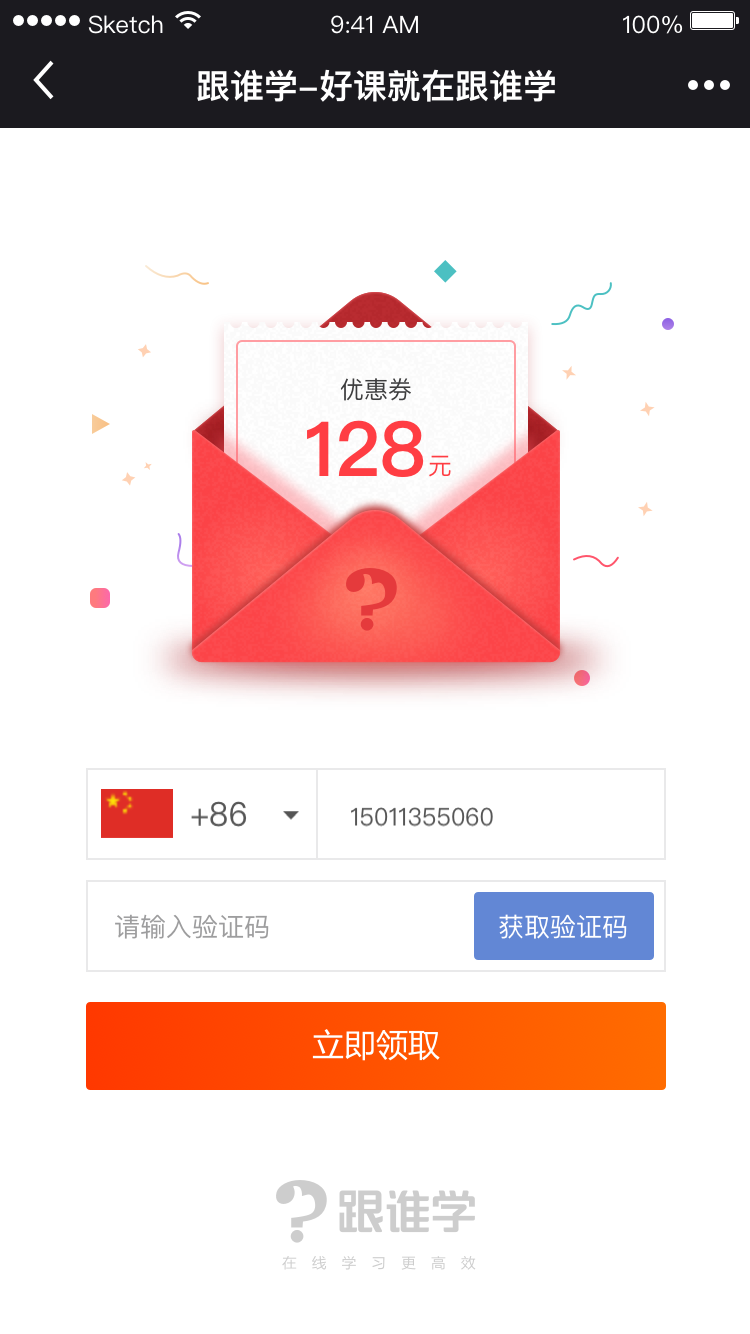 Sketch 9:41 AM 100%
跟谁学–好课就在跟谁学
优惠券
128元
?
+86 15011355060
请输入验证码 获取验证码
立即领取
跟谁学
在线学习更高效